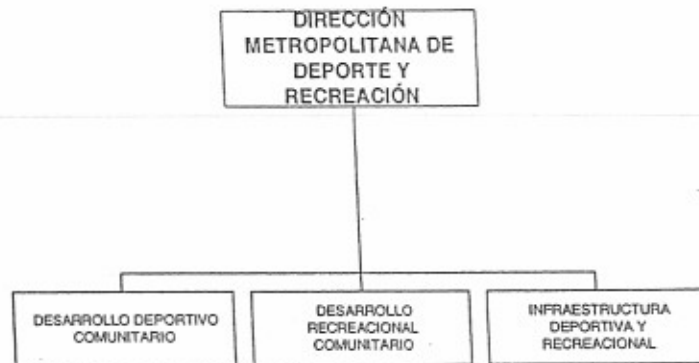 DIRECCIÓN
METROPOLITANA DE
DEPORTE Y
RECREACIÓN
DESARROLLO DEPORTIVO
COMUNITARIO
DESARROLLO
RECREACIONAL
COMUNITARIO
INFRAESTRUCTURA
DEPORTIVA Y
RECREACIONAL